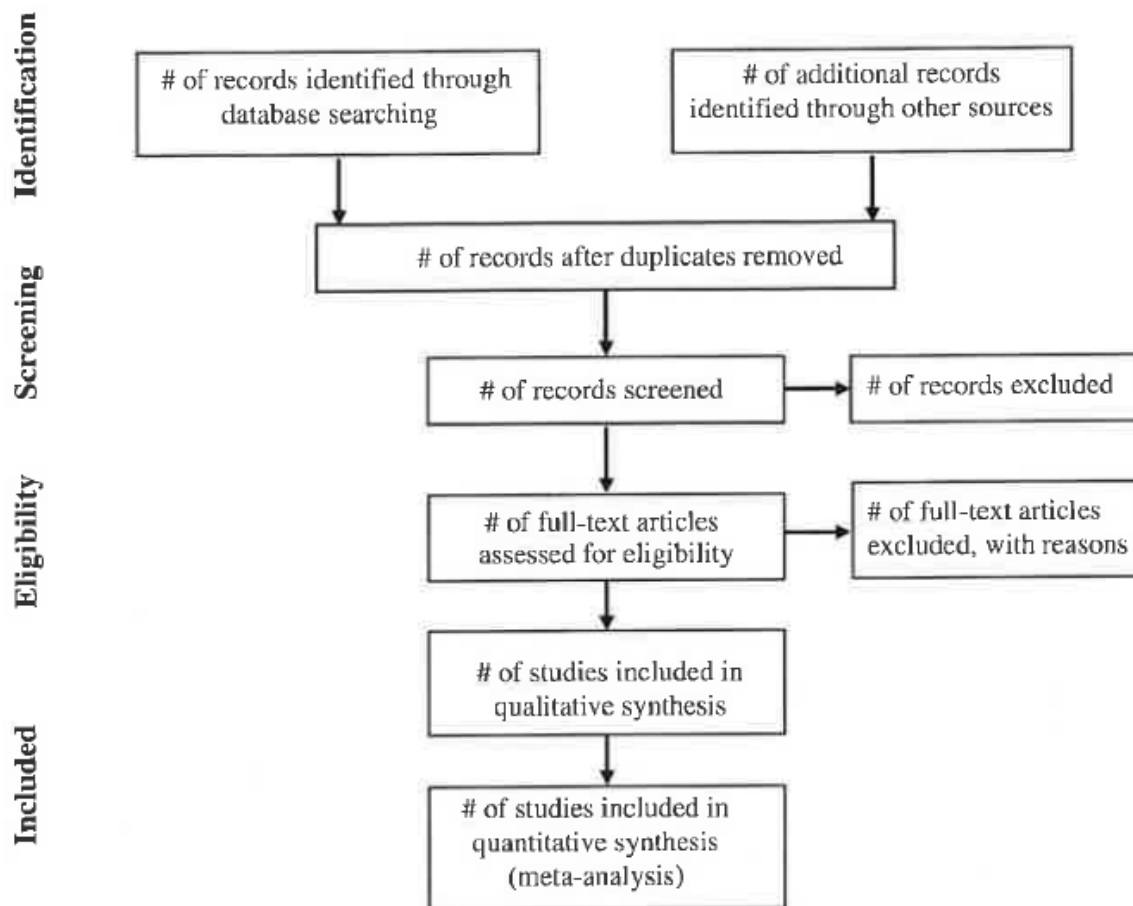 Identification
# of records identified through
database searching
# of additional records
identified through other sources
Screening
# of records after duplicates removed
# of records screened
# of records excluded
Eligibility
# of full-text articles
assessed for eligibility
# of full-text articles
excluded, with reasons
Included
# of studies included in
qualitative synthesis
# of studies included in
quantitative synthesis
(meta-analysis)